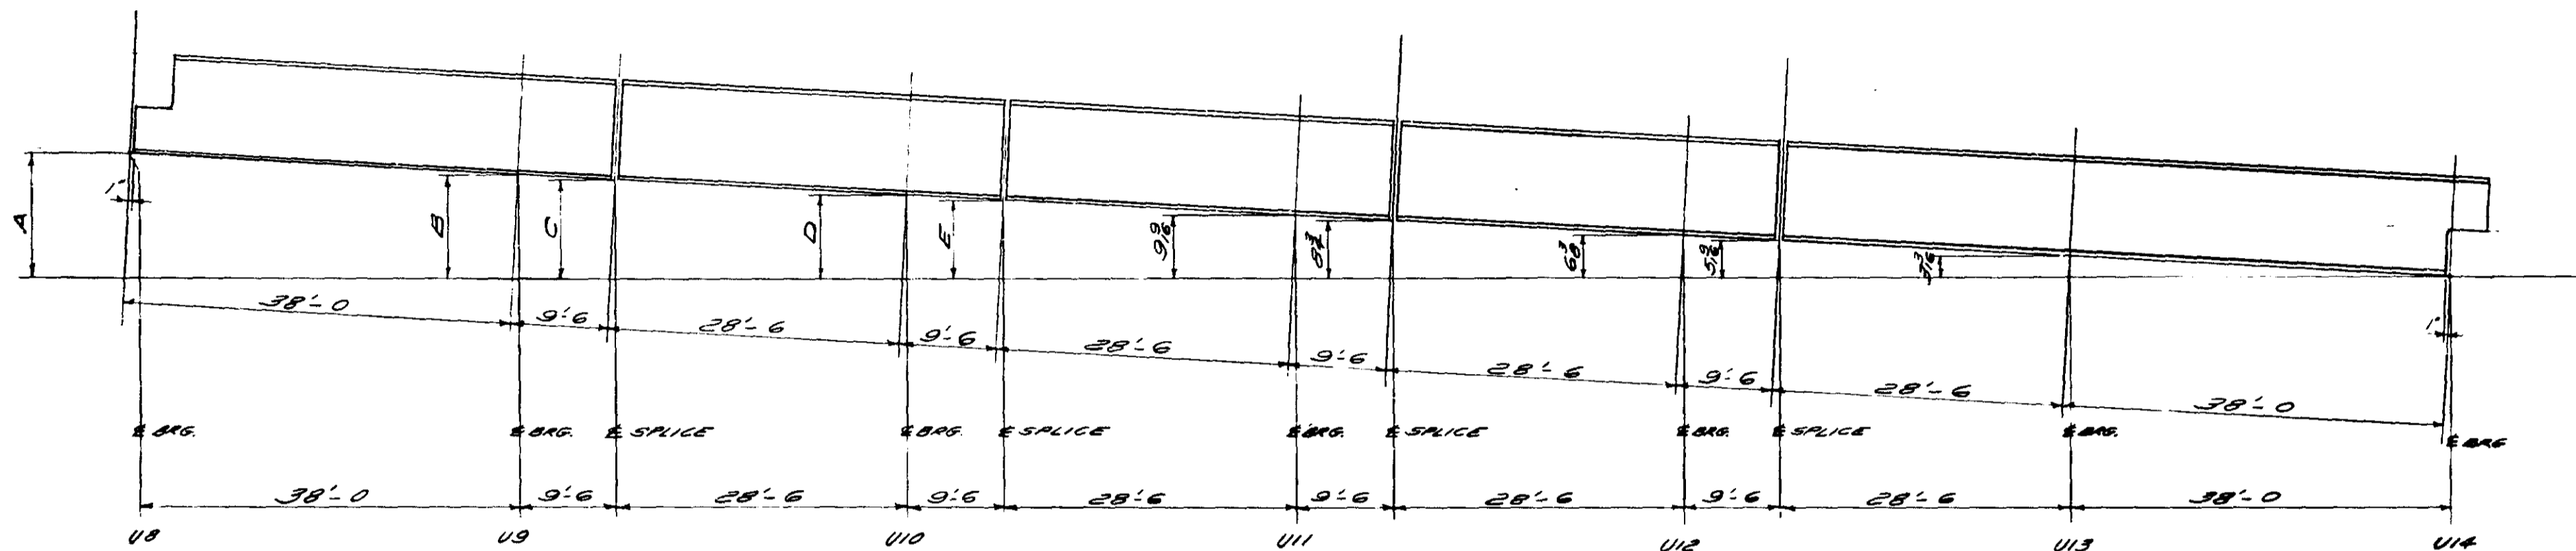 A
1"
B
C
D
E
9 9/16
8 3/4
6 3/8
5 9/16
3 3/16
1"
38'-0
9'-6
28'-6
9'-6
28'-6
9'-6
28'-6
9'-6
28'-6
38'-0
℄ BRG.
℄ BRG.
℄ SPLICE
℄ BRG.
℄ SPLICE
℄ BRG.
℄ SPLICE
℄ BRG.
℄ SPLICE
℄ BRG.
℄ BRG
38'-0
9'-6
28'-6
9'-6
28'-6
9'-6
28'-6
9'-6
28'-6
38'-0
U8
U9
U10
U11
U12
U13
U14